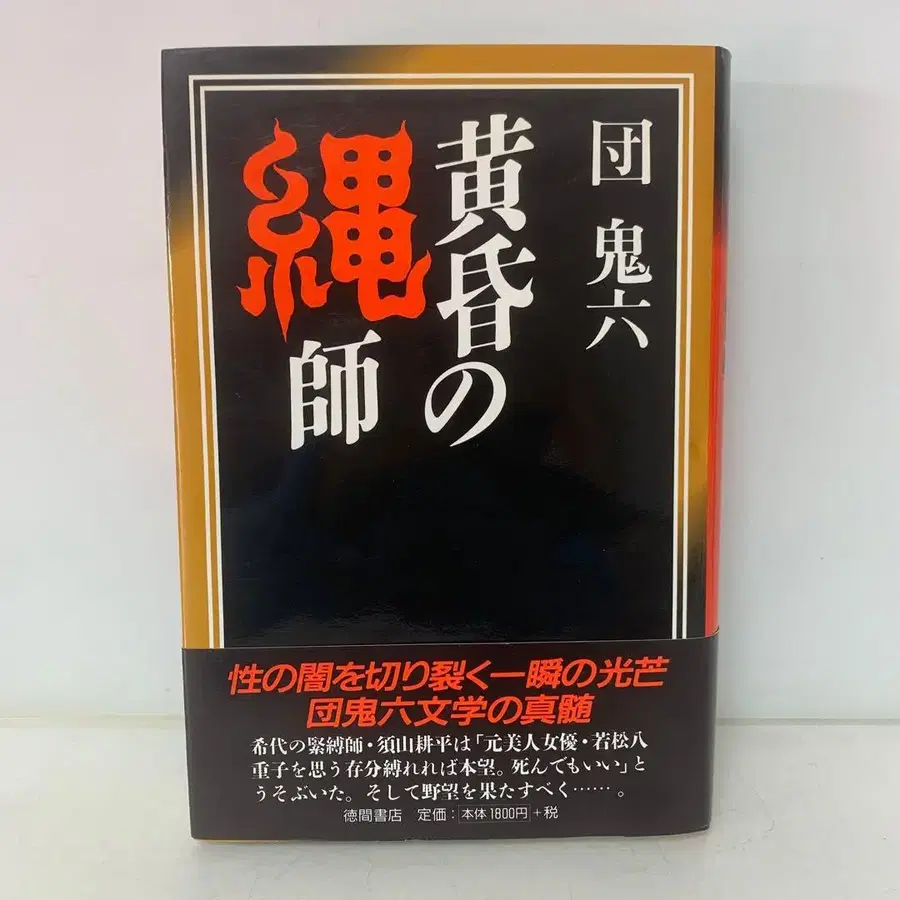 団 鬼六
黄昏の
縄師
性の闇を切り裂く一瞬の光芒
団鬼六文学の真髄
希代の緊縛師・須山耕平は「元美人女優・若松八
重子を思う存分縛れれば本望。死んでもいい」と
うそぶいた。そして野望を果たすべく……。
徳間書店 定価：本体1800円+税